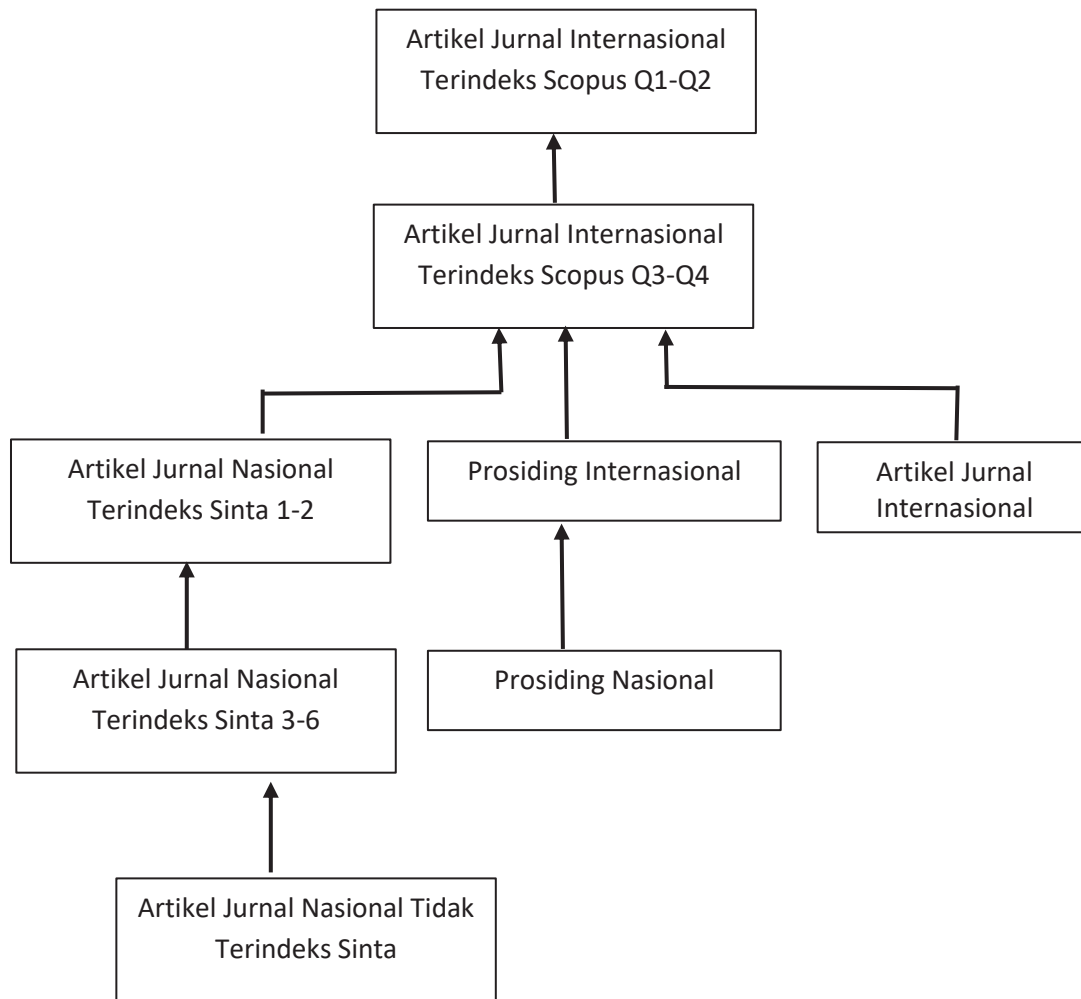 Artikel Jurnal Internasional
Terindeks Scopus Q1-Q2
Artikel Jurnal Internasional
Terindeks Scopus Q3-Q4
Artikel Jurnal Nasional
Terindeks Sinta 1-2
Prosiding Internasional
Artikel Jurnal
Internasional
Artikel Jurnal Nasional
Terindeks Sinta 3-6
Prosiding Nasional
Artikel Jurnal Nasional Tidak
Terindeks Sinta